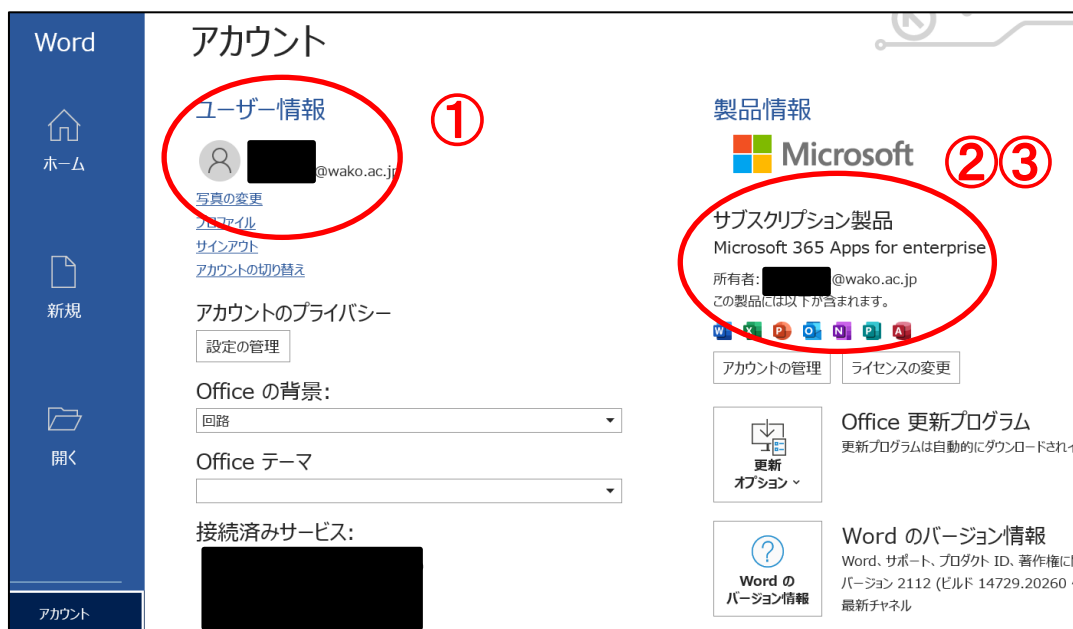 Word
アカウント
ホーム
新規
開く
アカウント
ユーザー情報
①
@wako.ac.jp
写真の変更
プロファイル
サインアウト
アカウントの切り替え
アカウントのプライバシー
設定の管理
Office の背景:
回路
Office テーマ
接続済みサービス:
製品情報
Microsoft
②③
サブスクリプション製品
Microsoft 365 Apps for enterprise
所有者: @wako.ac.jp
この製品には以下が含まれます。
アカウントの管理
ライセンスの変更
更新
オプション
Office 更新プログラム
更新プログラムは自動的にダウンロードされ
Word の
バージョン情報
Word のバージョン情報
Word、サポート、プロダクト ID、著作権に
バージョン 2112 (ビルド 14729.20260
最新チャネル